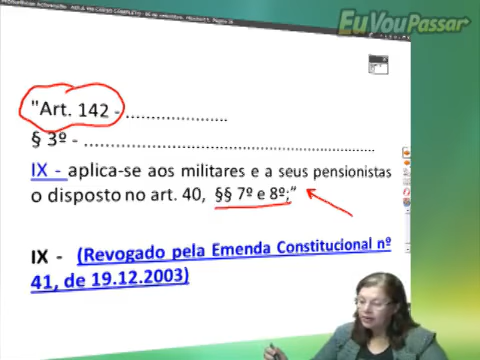 EuVouPassar
"Art. 142 - ..............................
§ 3º - ......................................................................
IX - aplica-se aos militares e a seus pensionistas
o disposto no art. 40, §§ 7º e 8º;"
IX - (Revogado pela Emenda Constitucional nº
41, de 19.12.2003)